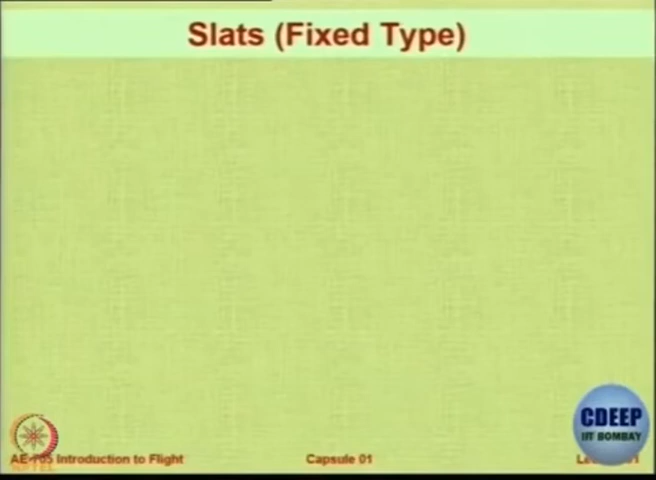 Slats (Fixed Type)
CDEEP
IIT BOMBAY
Introduction to Flight
Capsule 01